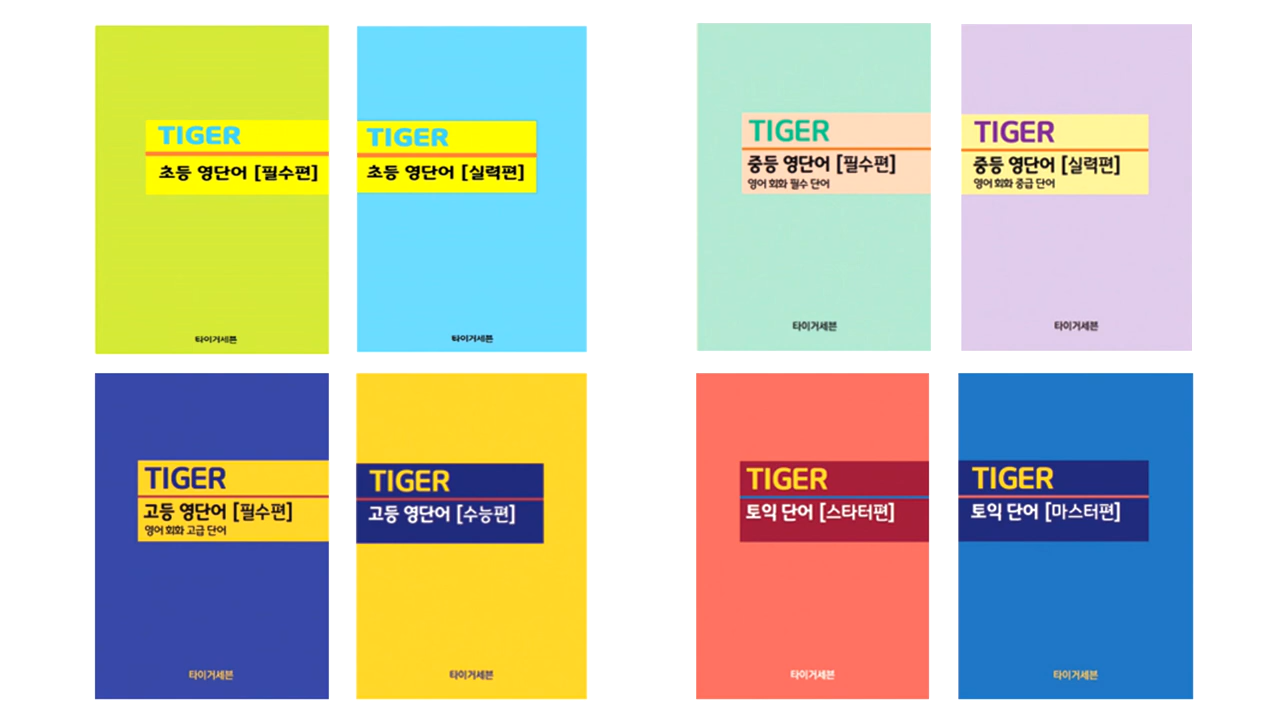 TIGER
초등 영단어 [필수편]
타이거세븐
TIGER
초등 영단어 [실력편]
타이거세븐
TIGER
중등 영단어 [필수편]
영어 회화 필수 단어
타이거세븐
TIGER
중등 영단어 [실력편]
영어 회화 중급 단어
타이거세븐
TIGER
고등 영단어 [필수편]
영어 회화 고급 단어
타이거세븐
TIGER
고등 영단어 [수능편]
타이거세븐
TIGER
토익 단어 [스타터편]
타이거세븐
TIGER
토익 단어 [마스터편]
타이거세븐